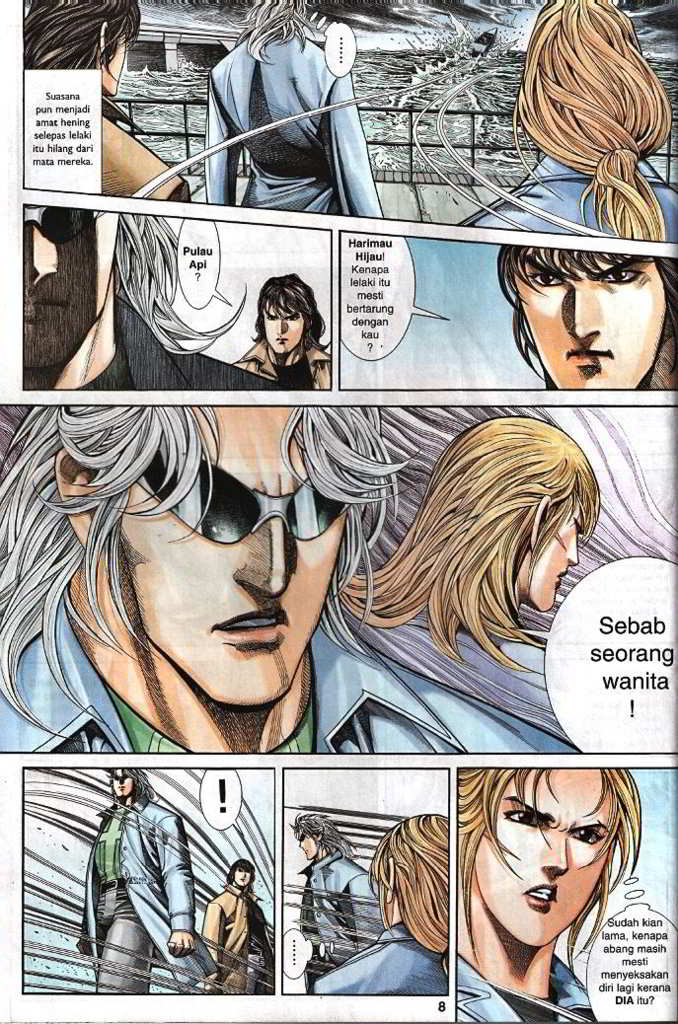 ......
Suasana
pun menjadi
amat hening
selepas lelaki
itu hilang dari
mata mereka.
Pulau
Api
?
Harimau
Hijau!
Kenapa
lelaki itu
mesti
bertarung
dengan
kau
?
Sebab
seorang
wanita
!
!
......
Sudah kian
lama, kenapa
abang masih
mesti
menyeksakan
diri lagi kerana
DIA itu?
8